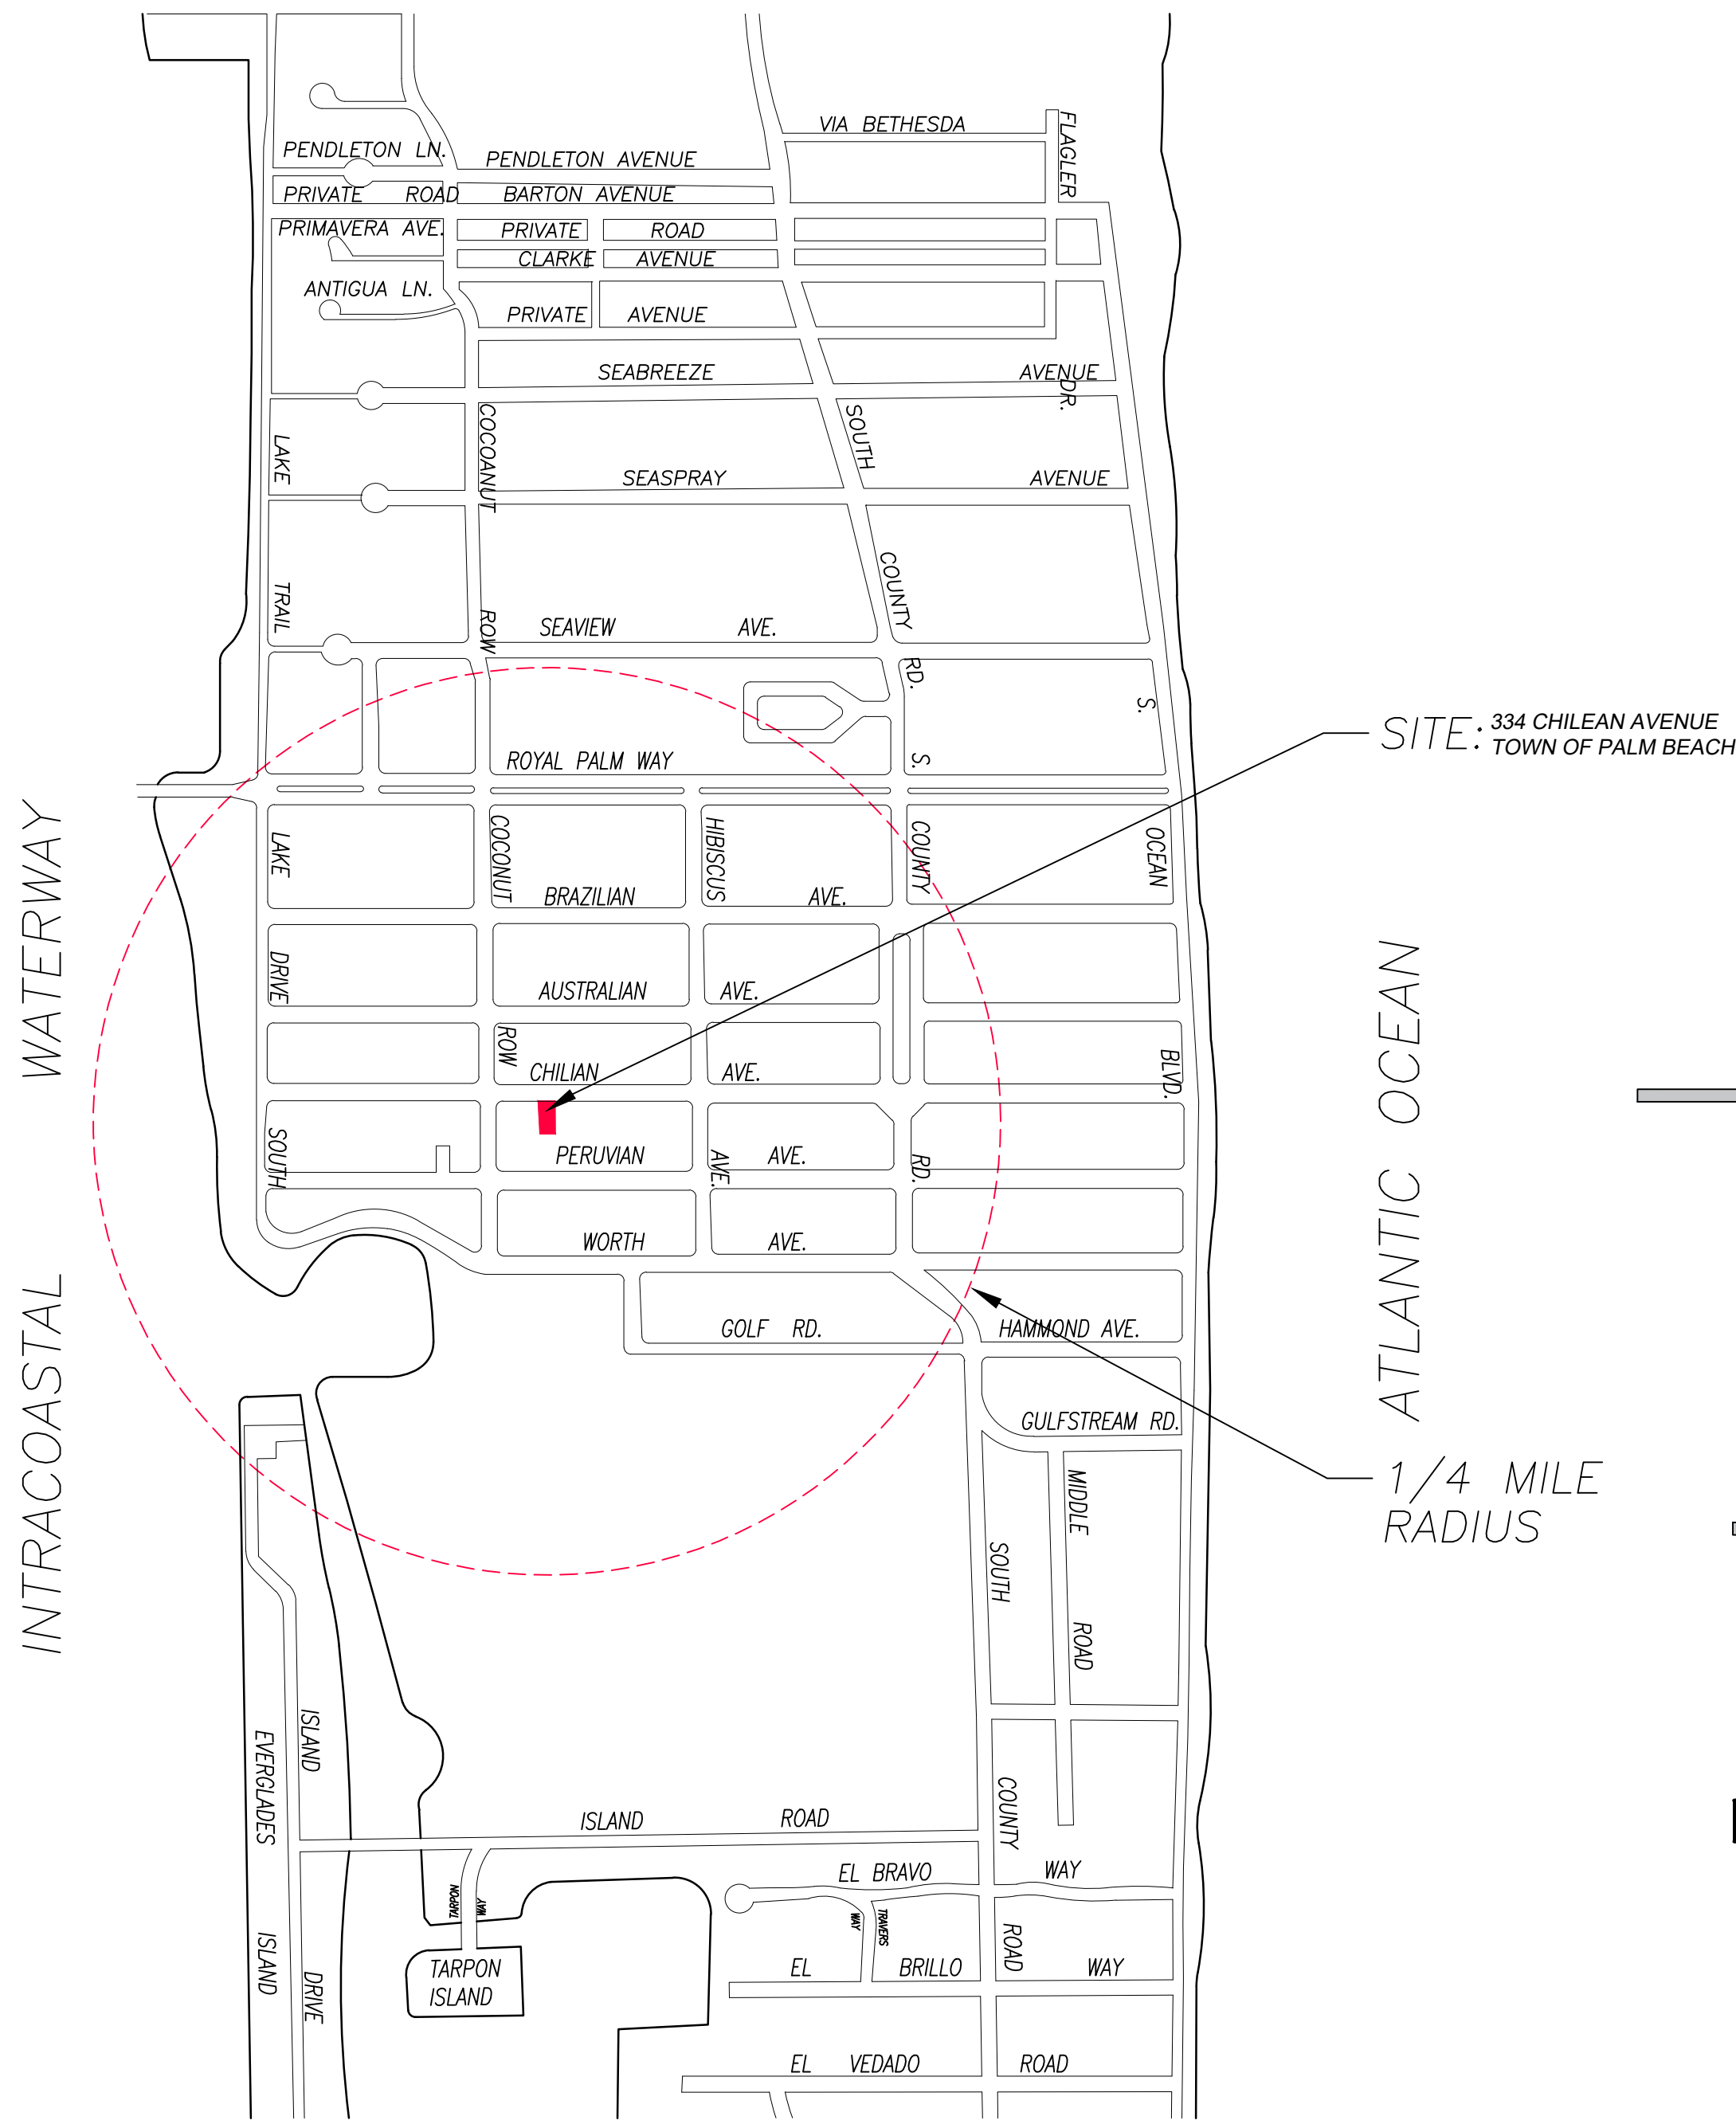 VIA BETHESDA
FLAGLER
PENDLETON LN.
PENDLETON AVENUE
PRIVATE ROAD
BARTON AVENUE
PRIMAVERA AVE.
PRIVATE ROAD
CLARKE AVENUE
ANTIGUA LN.
PRIVATE AVENUE
SEABREEZE AVENUE
DR.
COCOANUT
SOUTH
LAKE
SEASPRAY AVENUE
COUNTY
TRAIL
ROW
SEAVIEW AVE.
RD.
S.
SITE: 334 CHILEAN AVENUE
TOWN OF PALM BEACH
ROYAL PALM WAY
S.
LAKE
COCONUT
HIBISCUS
COUNTY
OCEAN
BRAZILIAN AVE.
DRIVE
AUSTRALIAN AVE.
ROW
CHILIAN AVE.
BLVD.
SOUTH
PERUVIAN AVE.
AVE.
RD.
WORTH AVE.
GOLF RD.
HAMMOND AVE.
GULFSTREAM RD.
INTRACOASTAL WATERWAY
ATLANTIC OCEAN
1/4 MILE
RADIUS
MIDDLE
SOUTH
ROAD
ISLAND
EVERGLADES
COUNTY
ISLAND ROAD
EL BRAVO WAY
TARPON
WAY
WAY
TRAVERS
ROAD
ISLAND
DRIVE
TARPON
ISLAND
EL BRILLO WAY
EL VEDADO ROAD